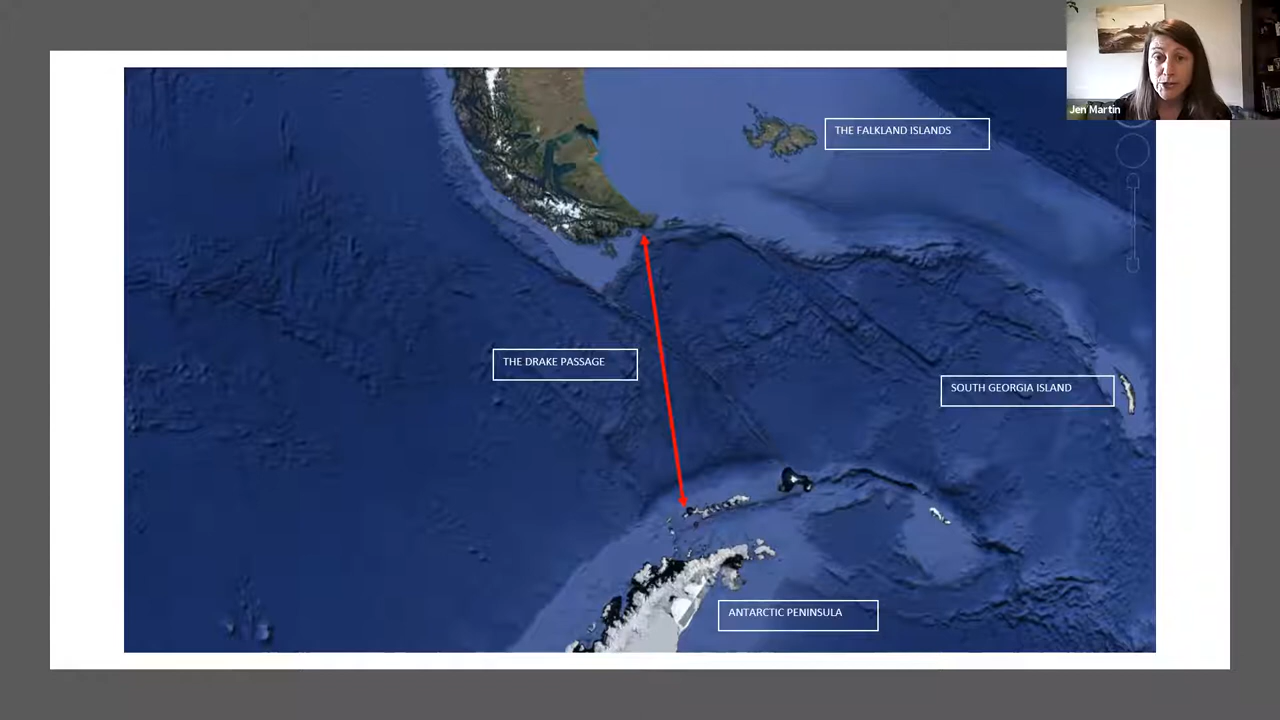 Jen Martin
THE FALKLAND ISLANDS
THE DRAKE PASSAGE
SOUTH GEORGIA ISLAND
ANTARCTIC PENINSULA